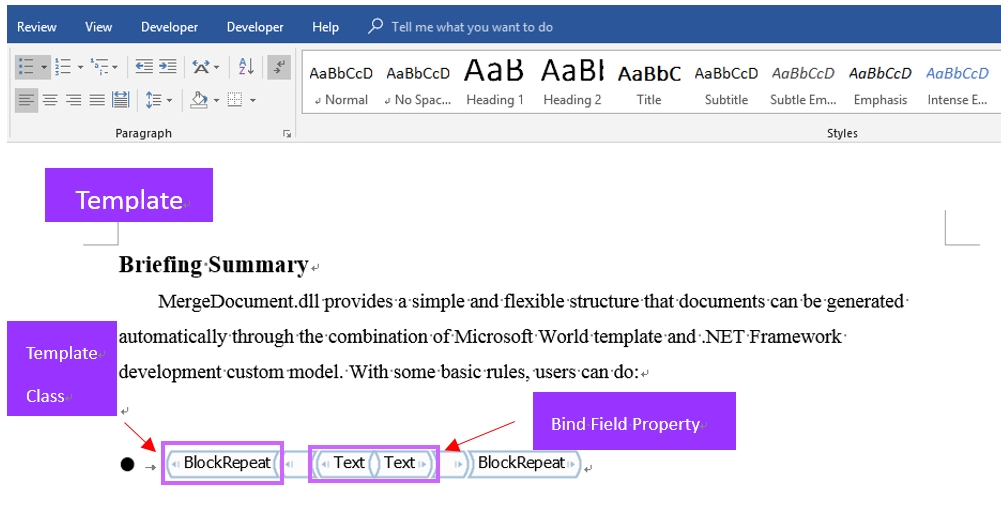 Review View Developer Developer Help Tell me what you want to do
AaBbCcD AaBbCcD AaB AaBl AaBbC AaBbCcD AaBbCcD AaBbCcD AaBbCcD
Normal No Spac... Heading 1 Heading 2 Title Subtitle Subtle Em... Emphasis Intense E...
Paragraph Styles
Template
Briefing Summary
MergeDocument.dll provides a simple and flexible structure that documents can be generated
automatically through the combination of Microsoft World template and .NET Framework
development custom model. With some basic rules, users can do:
Template
Class
Bind Field Property
BlockRepeat Text Text BlockRepeat